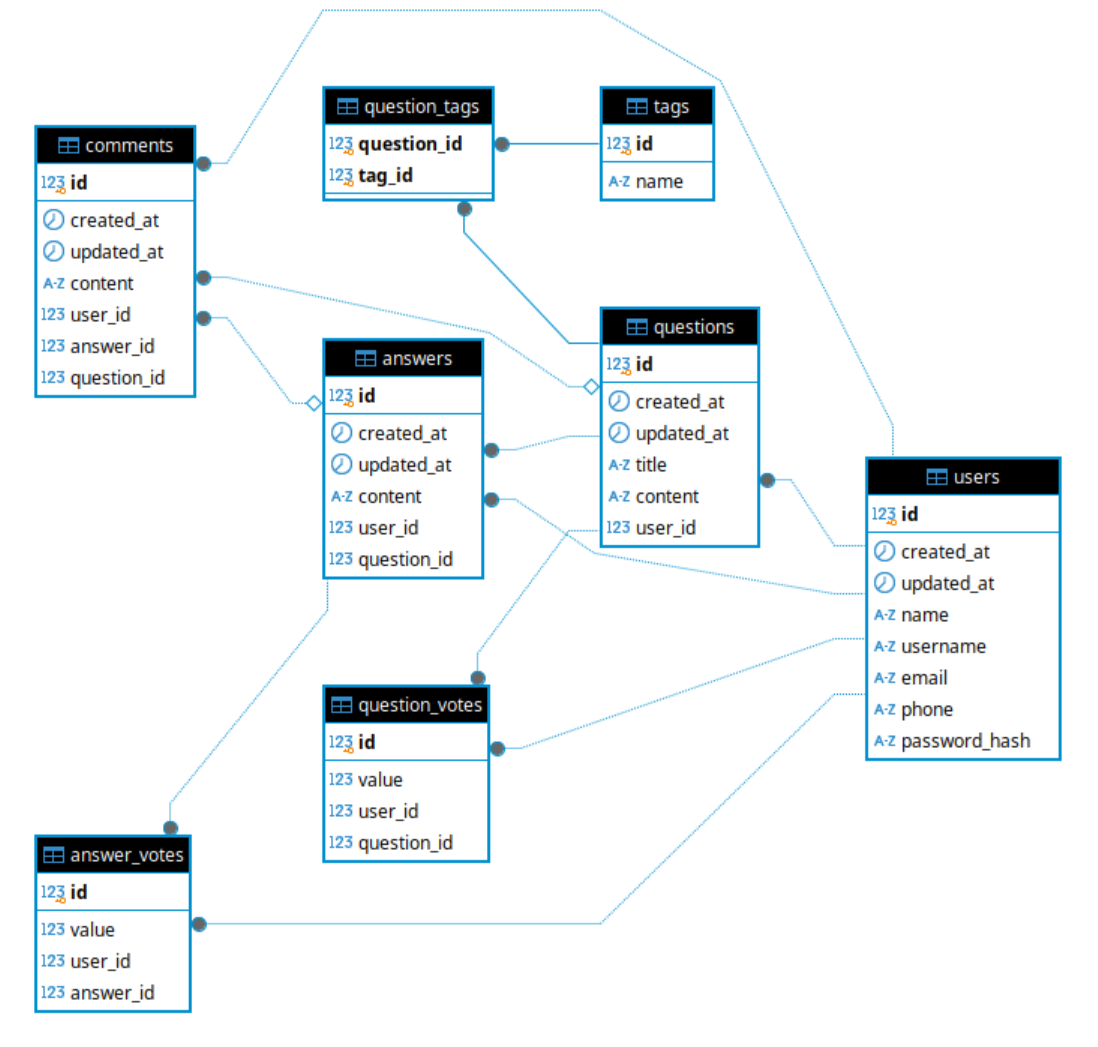 comments
123 id
created_at
updated_at
A-Z content
123 user_id
123 answer_id
123 question_id
question_tags
123 question_id
123 tag_id
tags
123 id
A-Z name
answers
123 id
created_at
updated_at
A-Z content
123 user_id
123 question_id
questions
123 id
created_at
updated_at
A-Z title
A-Z content
123 user_id
users
123 id
created_at
updated_at
A-Z name
A-Z username
A-Z email
A-Z phone
A-Z password_hash
question_votes
123 id
123 value
123 user_id
123 question_id
answer_votes
123 id
123 value
123 user_id
123 answer_id